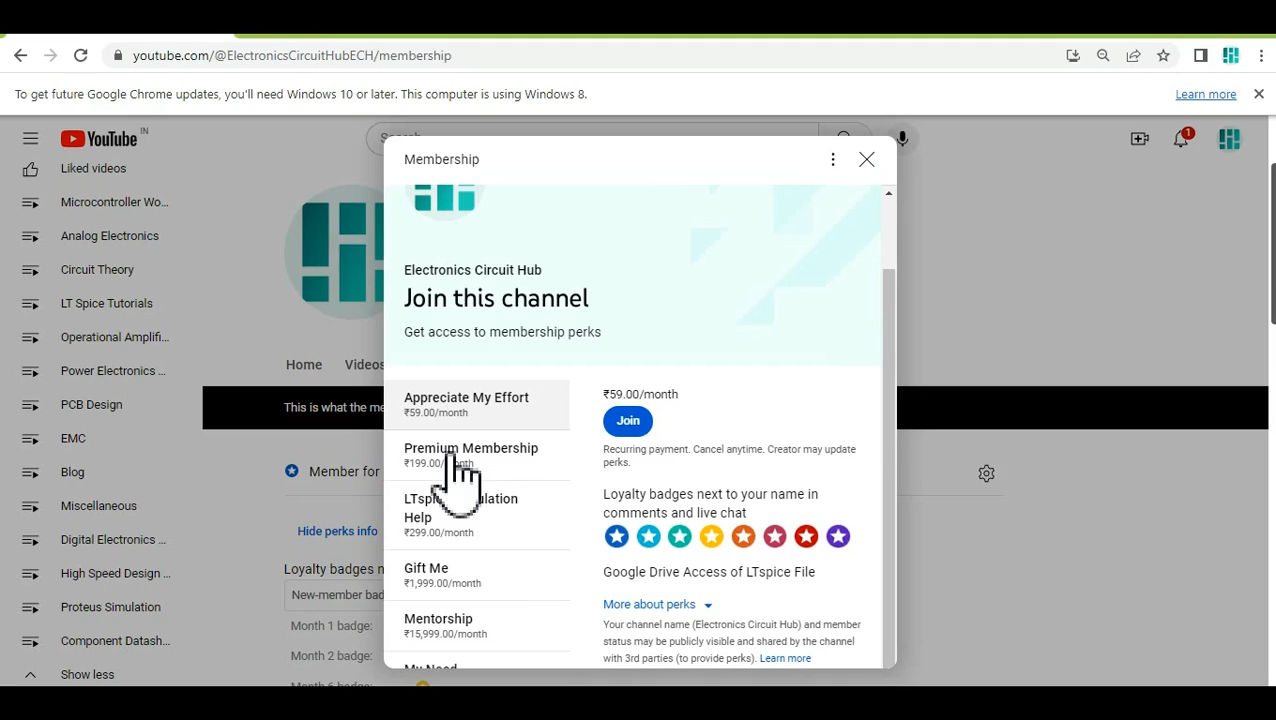 youtube.com/@ElectronicsCircuitHubECH/membership
To get future Google Chrome updates, you'll need Windows 10 or later. This computer is using Windows 8.
Learn more
YouTube IN
1
Liked videos
Microcontroller Wo...
Analog Electronics
Circuit Theory
LT Spice Tutorials
Operational Amplifi...
Power Electronics ...
PCB Design
EMC
Blog
Miscellaneous
Digital Electronics ...
High Speed Design ...
Proteus Simulation
Component Datash...
Show less
Home
Videos
This is what the me
Member for
Hide perks info
Loyalty badges n
New-member bad
Month 1 badge:
Month 2 badge:
Membership
Electronics Circuit Hub
Join this channel
Get access to membership perks
Appreciate My Effort
₹59.00/month
Premium Membership
₹199.00/month
Help
₹299.00/month
Gift Me
₹1,999.00/month
Mentorship
₹15,999.00/month
My Need
₹59.00/month
Join
Recurring payment. Cancel anytime. Creator may update
perks.
Loyalty badges next to your name in
comments and live chat
Google Drive Access of LTspice File
More about perks
Your channel name (Electronics Circuit Hub) and member
status may be publicly visible and shared by the channel
with 3rd parties (to provide perks). Learn more